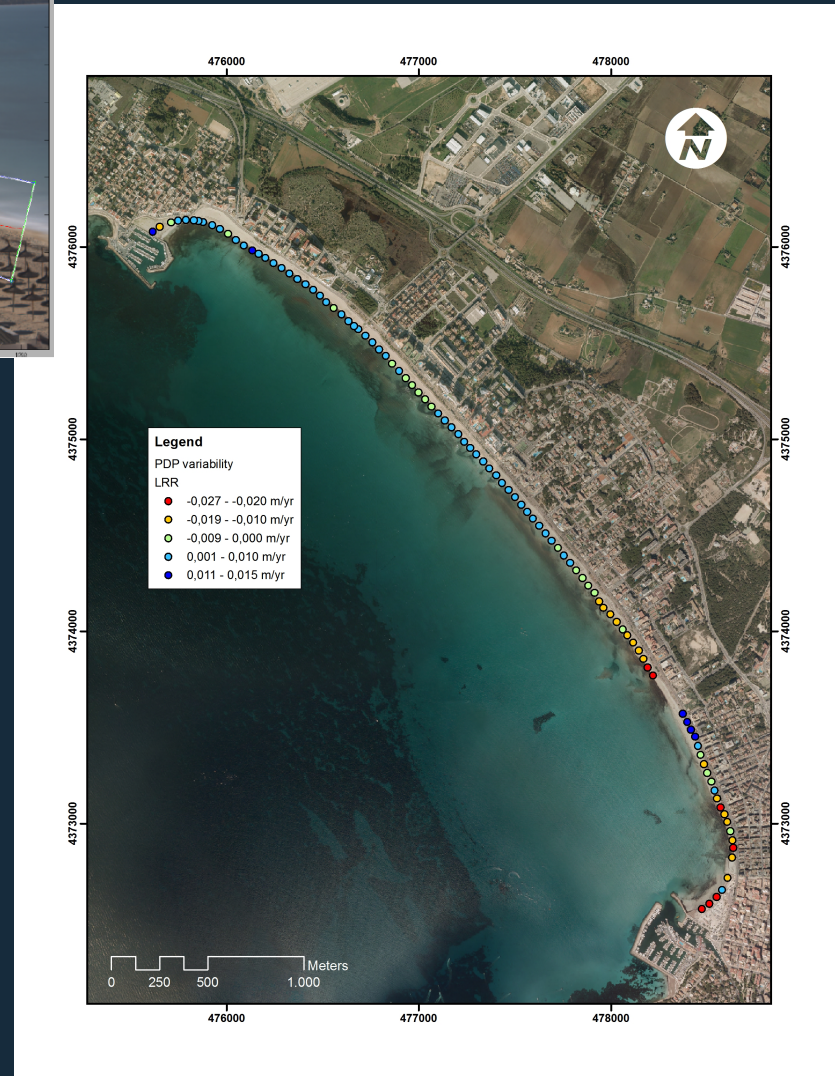 476000 477000 478000
N
4376000 4376000
4375000 4375000
Legend
PDP variability
LRR
-0,027 - -0,020 m/yr
-0,019 - -0,010 m/yr
-0,009 - 0,000 m/yr
0,001 - 0,010 m/yr
0,011 - 0,015 m/yr
4374000 4374000
4373000 4373000
Meters
0 250 500 1.000
476000 477000 478000